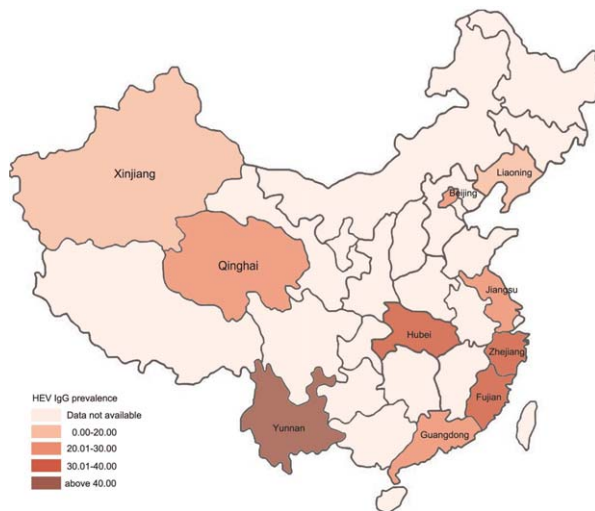 Xinjiang
Liaoning
Beijing
Qinghai
Jiangsu
Hubei
Zhejiang
Fujian
Yunnan
Guangdong
HEV IgG prevalence
Data not available
0.00-20.00
20.01-30.00
30.01-40.00
above 40.00